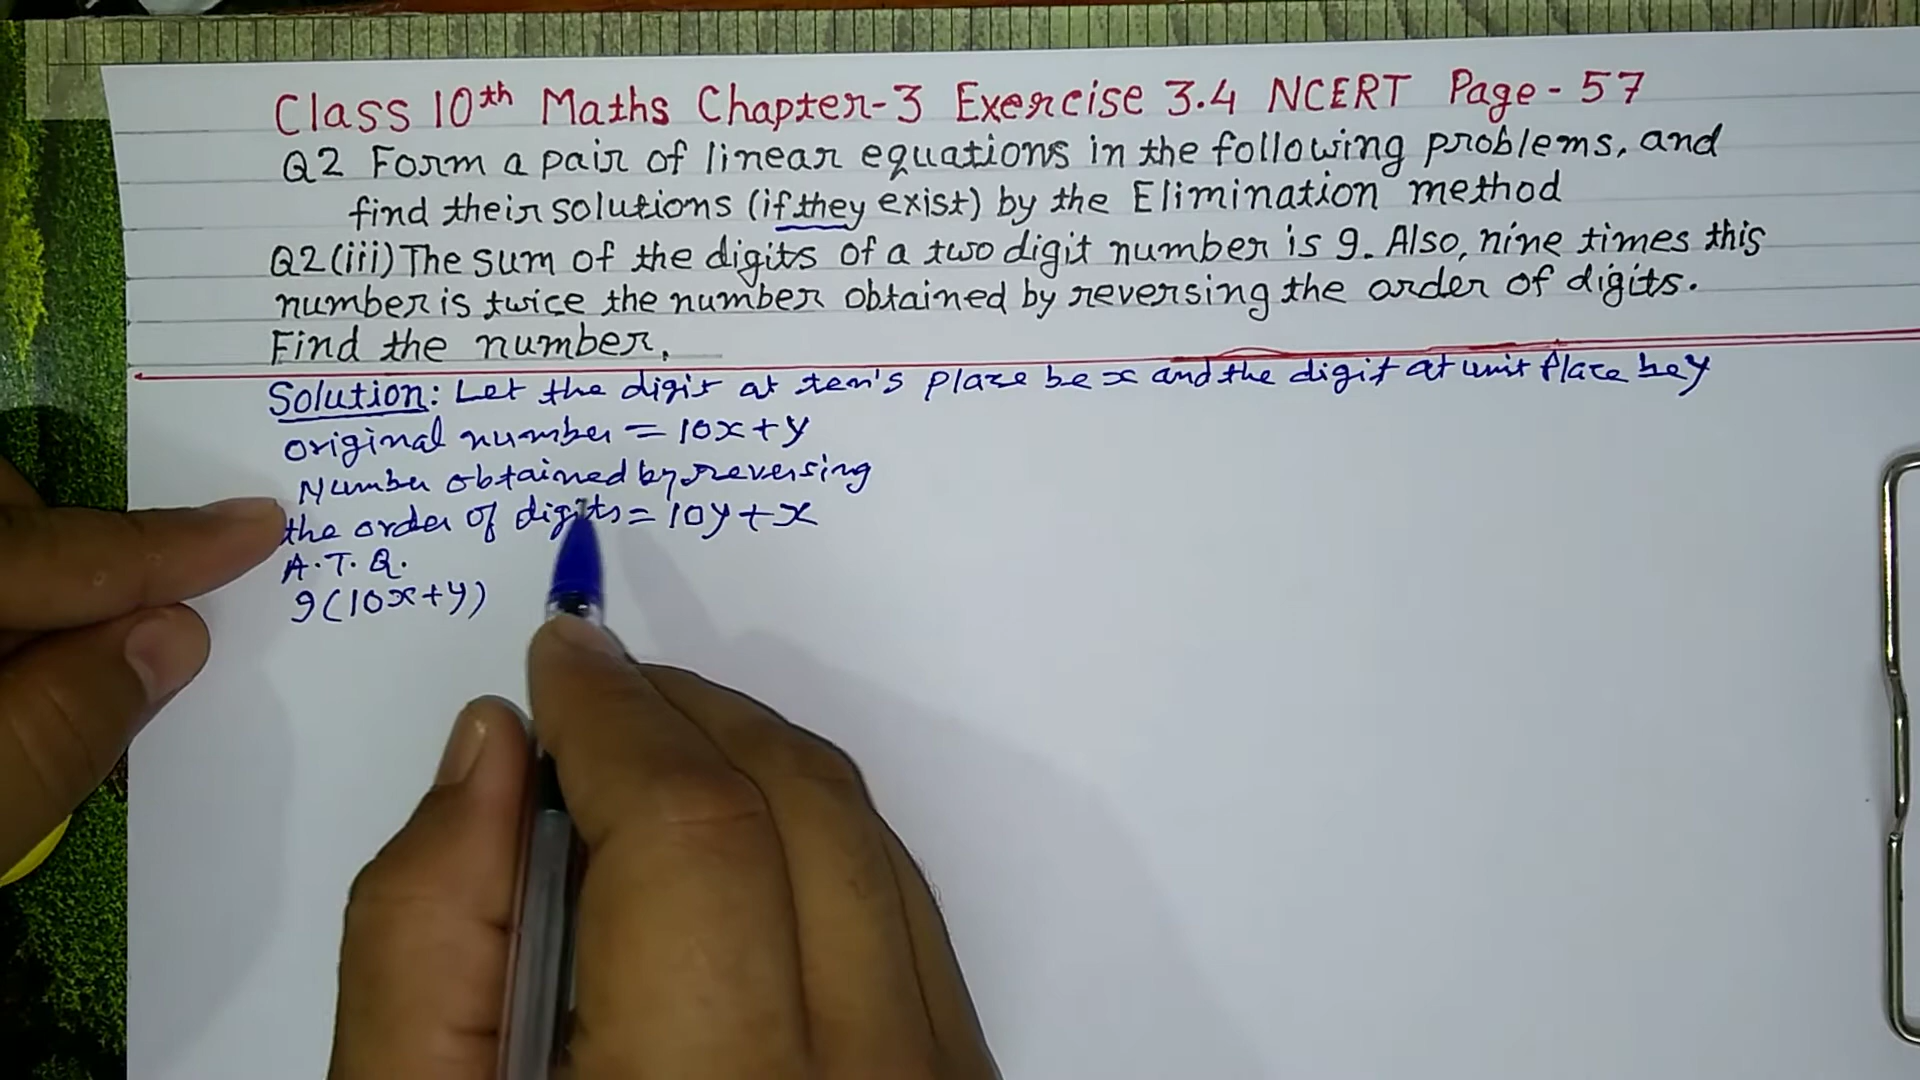 Class 10th Maths Chapter-3 Exercise 3.4 NCERT Page-57
Q2 Form a pair of linear equations in the following problems, and
find their solutions (if they exist) by the Elimination method
Q2(iii) The sum of the digits of a two digit number is 9. Also, nine times this
number is twice the number obtained by reversing the order of digits.
Find the number.
Solution: Let the digit at ten's place be x and the digit at unit place be y
original number = 10x+y
Number obtained by reversing
the order of digits = 10y+x
A.T.Q.
9(10x+y)